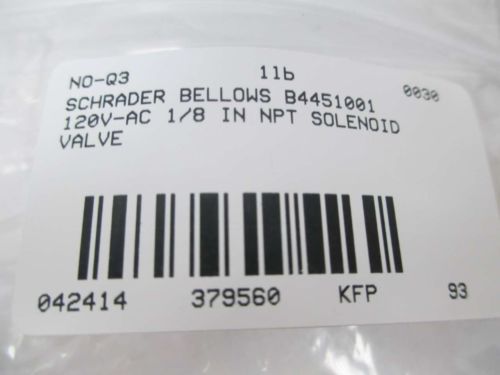 NO-Q3 11b 0030
SCHRADER BELLOWS B4451001
120V-AC 1/8 IN NPT SOLENOID
VALVE
042414 379560 KFP 93